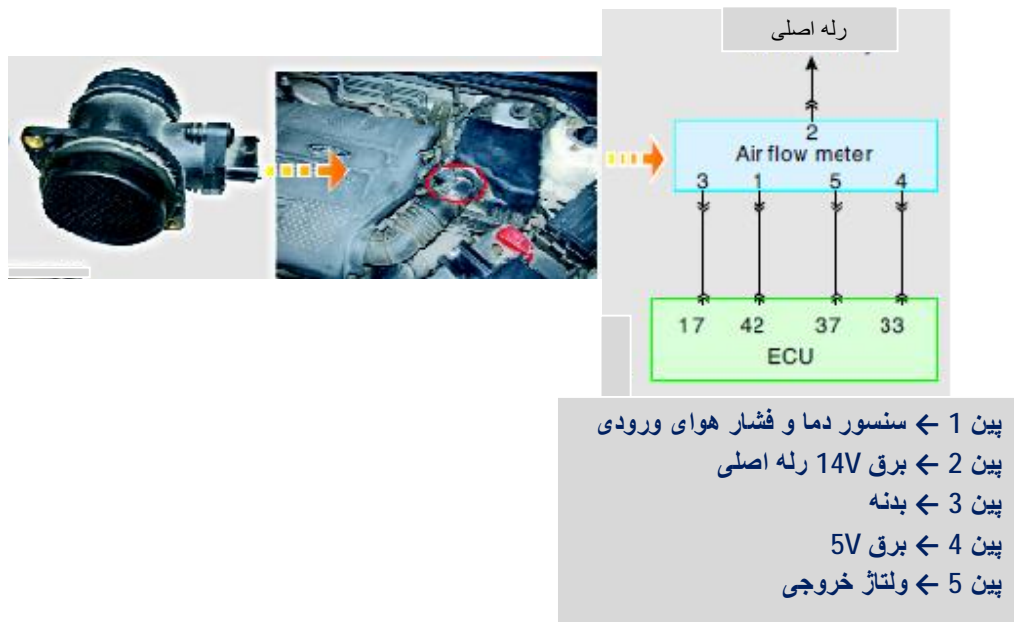 رله اصلی
2
Air flow meter
3 1 5 4
17 42 37 33
ECU
پین 1 ← سنسور دما و فشار هوای ورودی
پین 2 ← برق 14V رله اصلی
پین 3 ← بدنه
پین 4 ← برق 5V
پین 5 ← ولتاژ خروجی